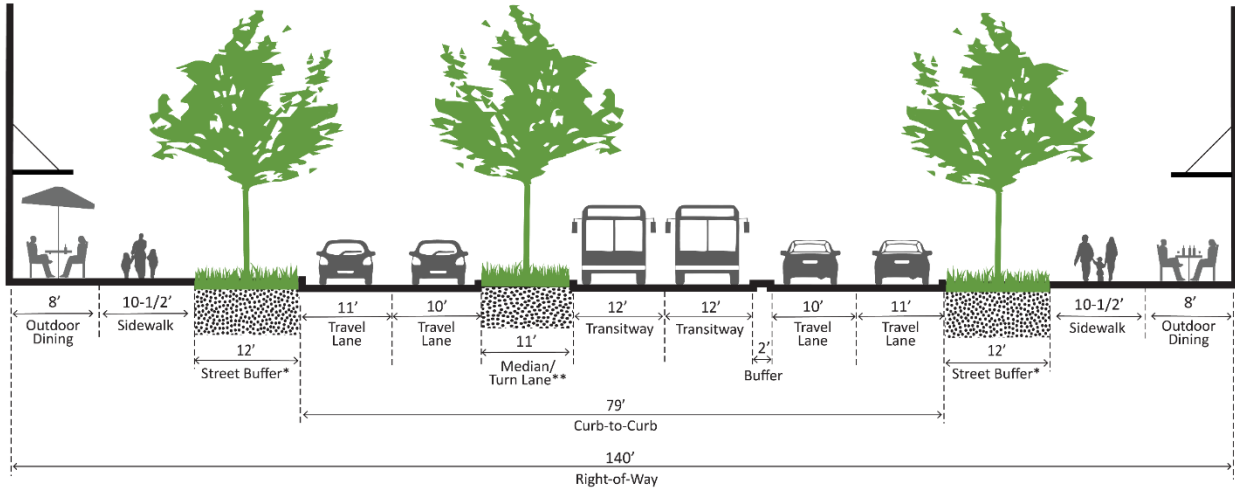 8’
Outdoor
Dining
10-1/2’
Sidewalk
12’
Street Buffer*
11’
Travel
Lane
10’
Travel
Lane
11’
Median/
Turn Lane**
12’
Transitway
12’
Transitway
2’
Buffer
10’
Travel
Lane
11’
Travel
Lane
12’
Street Buffer*
10-1/2’
Sidewalk
8’
Outdoor
Dining
79’
Curb-to-Curb
140’
Right-of-Way